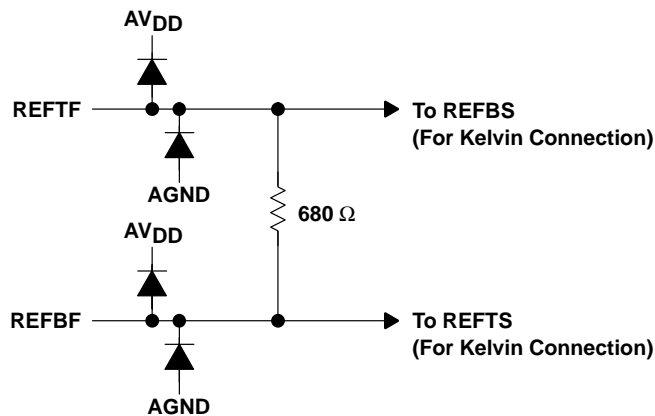 AVDD
REFTF
To REFBS
(For Kelvin Connection)
AGND
680 Ω
AVDD
REFBF
To REFTS
(For Kelvin Connection)
AGND